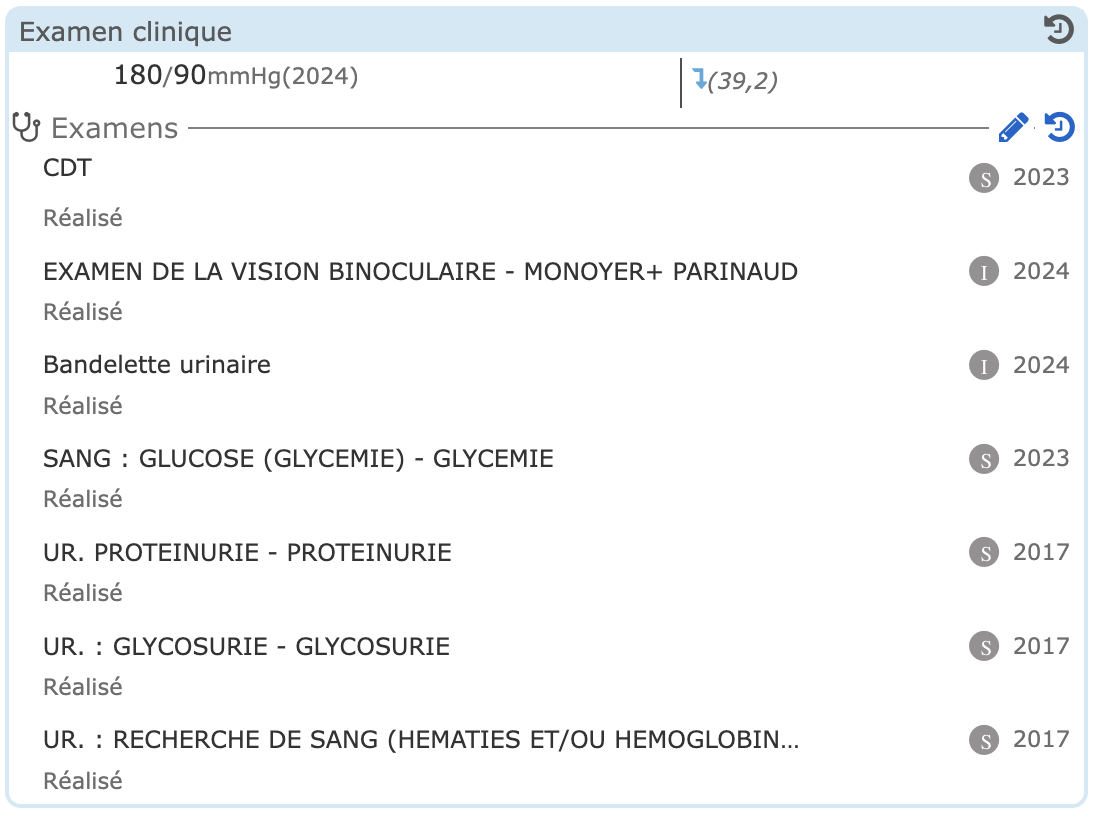 Examen clinique
180/90mmHg(2024) (39,2)
Examens
CDT S 2023
Réalisé
EXAMEN DE LA VISION BINOCULAIRE - MONOYER+ PARINAUD I 2024
Réalisé
Bandelette urinaire I 2024
Réalisé
SANG : GLUCOSE (GLYCEMIE) - GLYCEMIE S 2023
Réalisé
UR. PROTEINURIE - PROTEINURIE S 2017
Réalisé
UR. : GLYCOSURIE - GLYCOSURIE S 2017
Réalisé
UR. : RECHERCHE DE SANG (HEMATIES ET/OU HEMOGLOBIN... S 2017
Réalisé